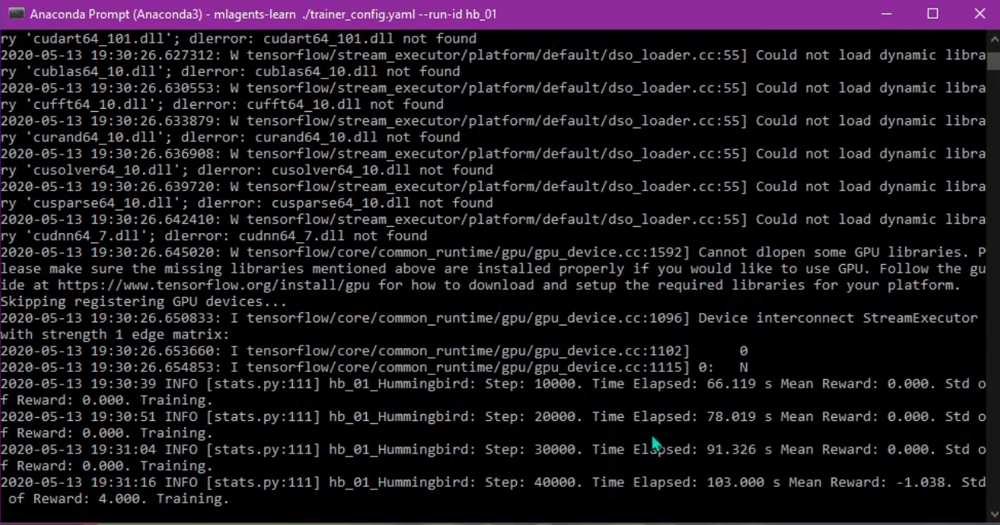 Anaconda Prompt (Anaconda3) - mlagents-learn ./trainer_config.yaml --run-id hb_01
ry 'cudart64_101.dll'; dlerror: cudart64_101.dll not found
2020-05-13 19:30:26.627312: W tensorflow/stream_executor/platform/default/dso_loader.cc:55] Could not load dynamic libra
ry 'cublas64_10.dll'; dlerror: cublas64_10.dll not found
2020-05-13 19:30:26.630553: W tensorflow/stream_executor/platform/default/dso_loader.cc:55] Could not load dynamic libra
ry 'cufft64_10.dll'; dlerror: cufft64_10.dll not found
2020-05-13 19:30:26.633879: W tensorflow/stream_executor/platform/default/dso_loader.cc:55] Could not load dynamic libra
ry 'curand64_10.dll'; dlerror: curand64_10.dll not found
2020-05-13 19:30:26.636908: W tensorflow/stream_executor/platform/default/dso_loader.cc:55] Could not load dynamic libra
ry 'cusolver64_10.dll'; dlerror: cusolver64_10.dll not found
2020-05-13 19:30:26.639720: W tensorflow/stream_executor/platform/default/dso_loader.cc:55] Could not load dynamic libra
ry 'cusparse64_10.dll'; dlerror: cusparse64_10.dll not found
2020-05-13 19:30:26.642410: W tensorflow/stream_executor/platform/default/dso_loader.cc:55] Could not load dynamic libra
ry 'cudnn64_7.dll'; dlerror: cudnn64_7.dll not found
2020-05-13 19:30:26.645020: W tensorflow/core/common_runtime/gpu/gpu_device.cc:1592] Cannot dlopen some GPU libraries. P
lease make sure the missing libraries mentioned above are installed properly if you would like to use GPU. Follow the gu
ide at https://www.tensorflow.org/install/gpu for how to download and setup the required libraries for your platform.
Skipping registering GPU devices...
2020-05-13 19:30:26.650833: I tensorflow/core/common_runtime/gpu/gpu_device.cc:1096] Device interconnect StreamExecutor
with strength 1 edge matrix:
2020-05-13 19:30:26.653660: I tensorflow/core/common_runtime/gpu/gpu_device.cc:1102]      0
2020-05-13 19:30:26.654853: I tensorflow/core/common_runtime/gpu/gpu_device.cc:1115] 0:   N
2020-05-13 19:30:39 INFO [stats.py:111] hb_01_Hummingbird: Step: 10000. Time Elapsed: 66.119 s Mean Reward: 0.000. Std o
f Reward: 0.000. Training.
2020-05-13 19:30:51 INFO [stats.py:111] hb_01_Hummingbird: Step: 20000. Time Elapsed: 78.019 s Mean Reward: 0.000. Std o
f Reward: 0.000. Training.
2020-05-13 19:31:04 INFO [stats.py:111] hb_01_Hummingbird: Step: 30000. Time Elapsed: 91.326 s Mean Reward: 0.000. Std o
f Reward: 0.000. Training.
2020-05-13 19:31:16 INFO [stats.py:111] hb_01_Hummingbird: Step: 40000. Time Elapsed: 103.000 s Mean Reward: -1.038. Std
 of Reward: 4.000. Training.